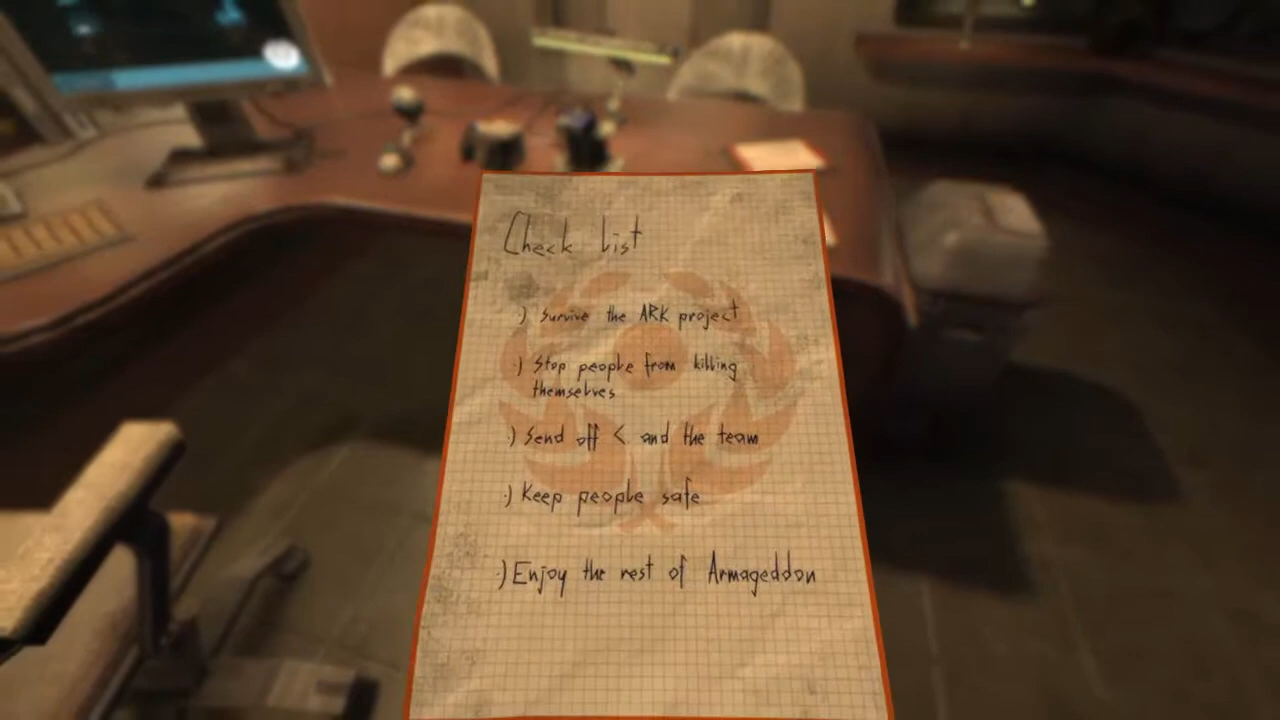 Check List
·) Survive the ARK project
·) Stop people from killing
themselves
·) Send off < and the team
·) Keep people safe
·) Enjoy the rest of Armageddon